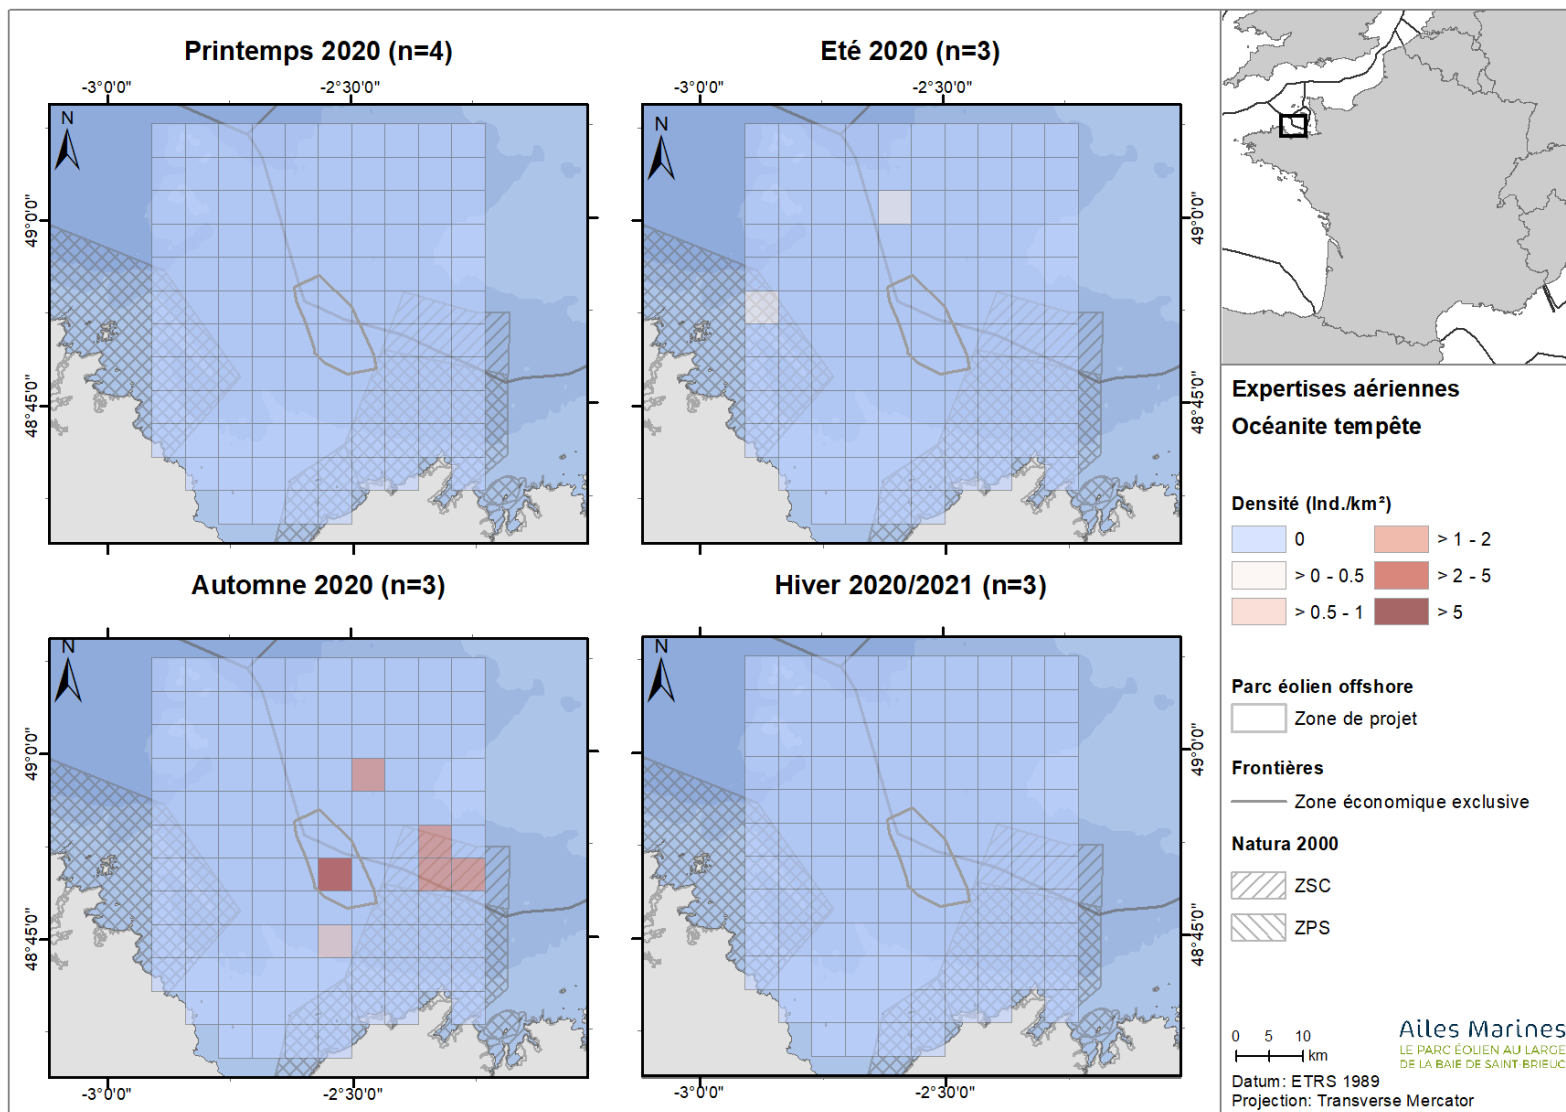 Printemps 2020 (n=4)
-3°0'0"
-2°30'0"
N
49°0'0"
48°45'0"
Eté 2020 (n=3)
-3°0'0"
-2°30'0"
N
49°0'0"
48°45'0"
Automne 2020 (n=3)
N
49°0'0"
48°45'0"
-3°0'0"
-2°30'0"
Hiver 2020/2021 (n=3)
N
49°0'0"
48°45'0"
-3°0'0"
-2°30'0"
Expertises aériennes
Océanite tempête
Densité (Ind./km²)
0
> 0 - 0.5
> 0.5 - 1
> 1 - 2
> 2 - 5
> 5
Parc éolien offshore
Zone de projet
Frontières
Zone économique exclusive
Natura 2000
ZSC
ZPS
0 5 10
km
Datum: ETRS 1989
Projection: Transverse Mercator
Ailes Marines
LE PARC ÉOLIEN AU LARGE
DE LA BAIE DE SAINT-BRIEUC